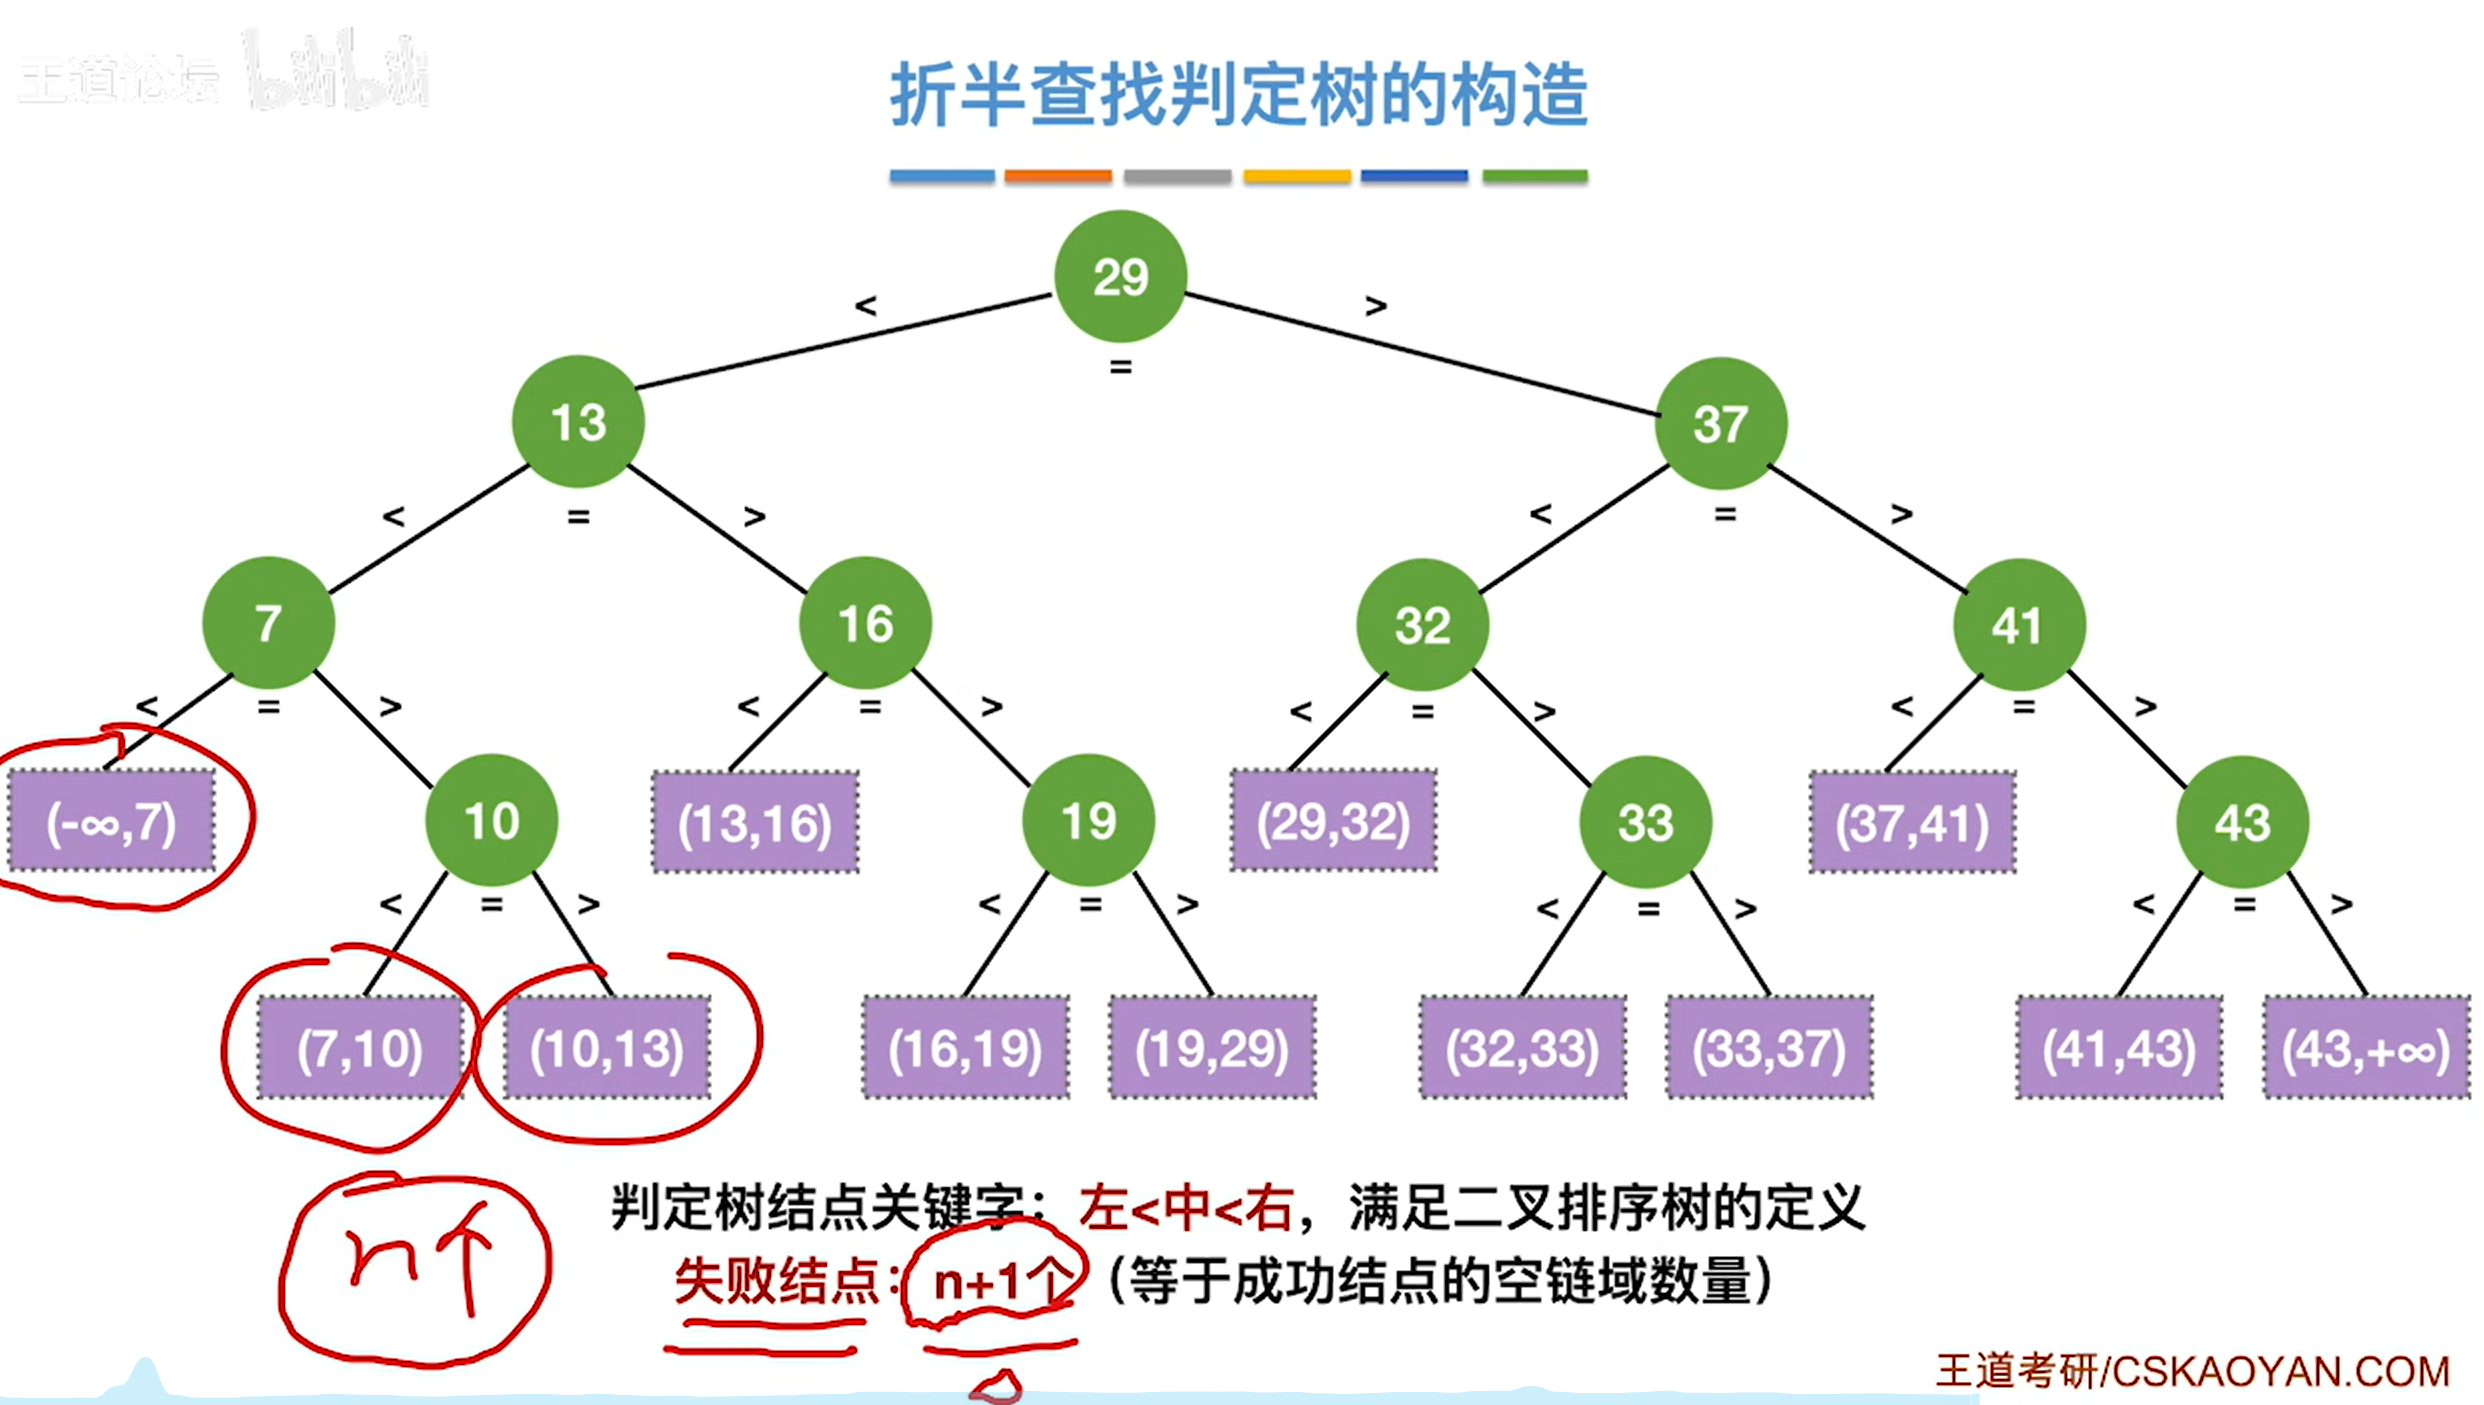 王道论坛 bilibili
折半查找判定树的构造
29
< >
=
13 37
< = > < = >
7 16 32 41
< = > < = > < = > < = >
(-∞,7) 10 (13,16) 19 (29,32) 33 (37,41) 43
< = > < = > < = > < = >
(7,10) (10,13) (16,19) (19,29) (32,33) (33,37) (41,43) (43,+∞)
判定树结点关键字：左<中<右，满足二叉排序树的定义
n个
失败结点：n+1个（等于成功结点的空链域数量）
王道考研/CSKAOYAN.COM